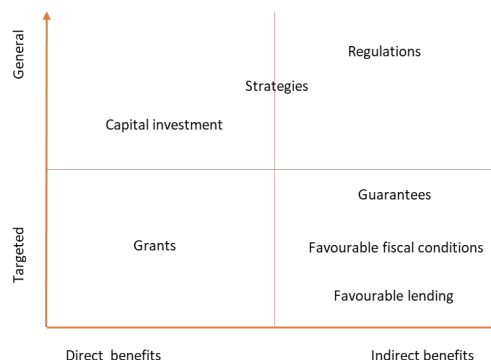 General
Regulations
Strategies
Capital investment
Targeted
Guarantees
Grants
Favourable fiscal conditions
Favourable lending
Direct benefits
Indirect benefits